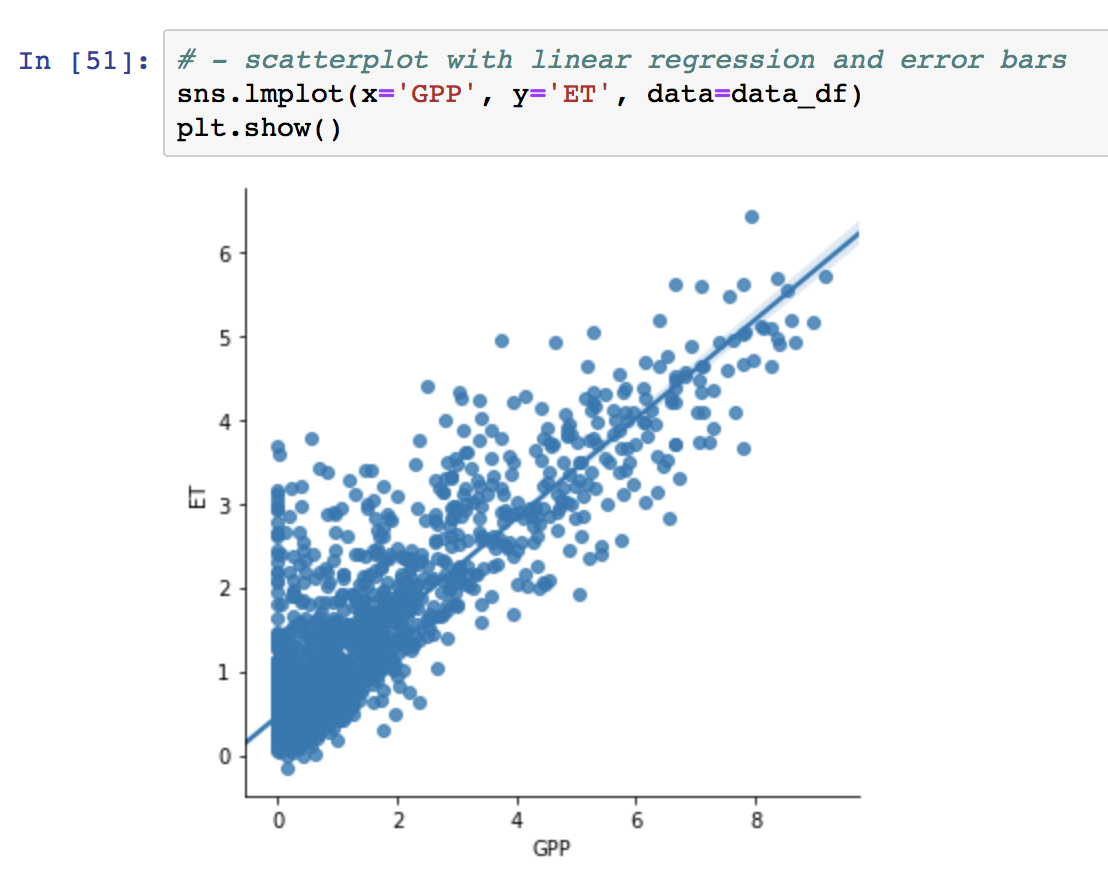 In [51]: # - scatterplot with linear regression and error bars
sns.lmplot(x='GPP', y='ET', data=data_df)
plt.show()
6
5
4
ET
3
2
1
0
0 2 4 6 8
GPP